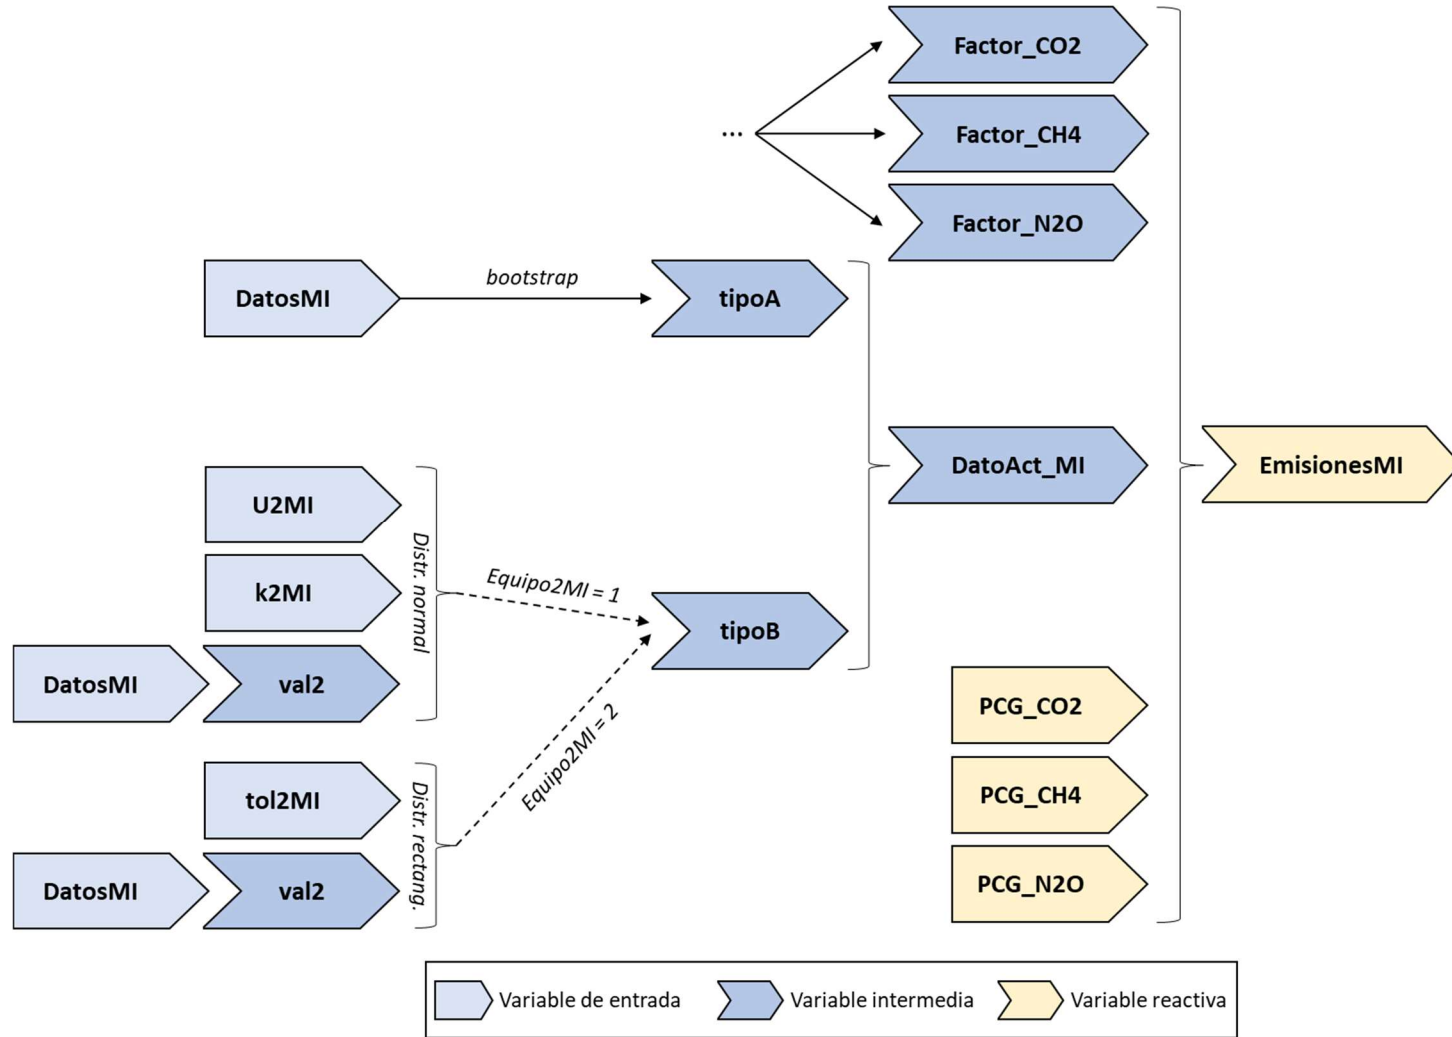 Factor_CO2
...
Factor_CH4
Factor_N2O
DatosMI
bootstrap
tipoA
DatoAct_MI
EmisionesMI
U2MI
k2MI
DatosMI
val2
Distr. normal
Equipo2MI = 1
tipoB
tol2MI
DatosMI
val2
Distr. rectang.
Equipo2MI = 2
PCG_CO2
PCG_CH4
PCG_N2O
Variable de entrada
Variable intermedia
Variable reactiva